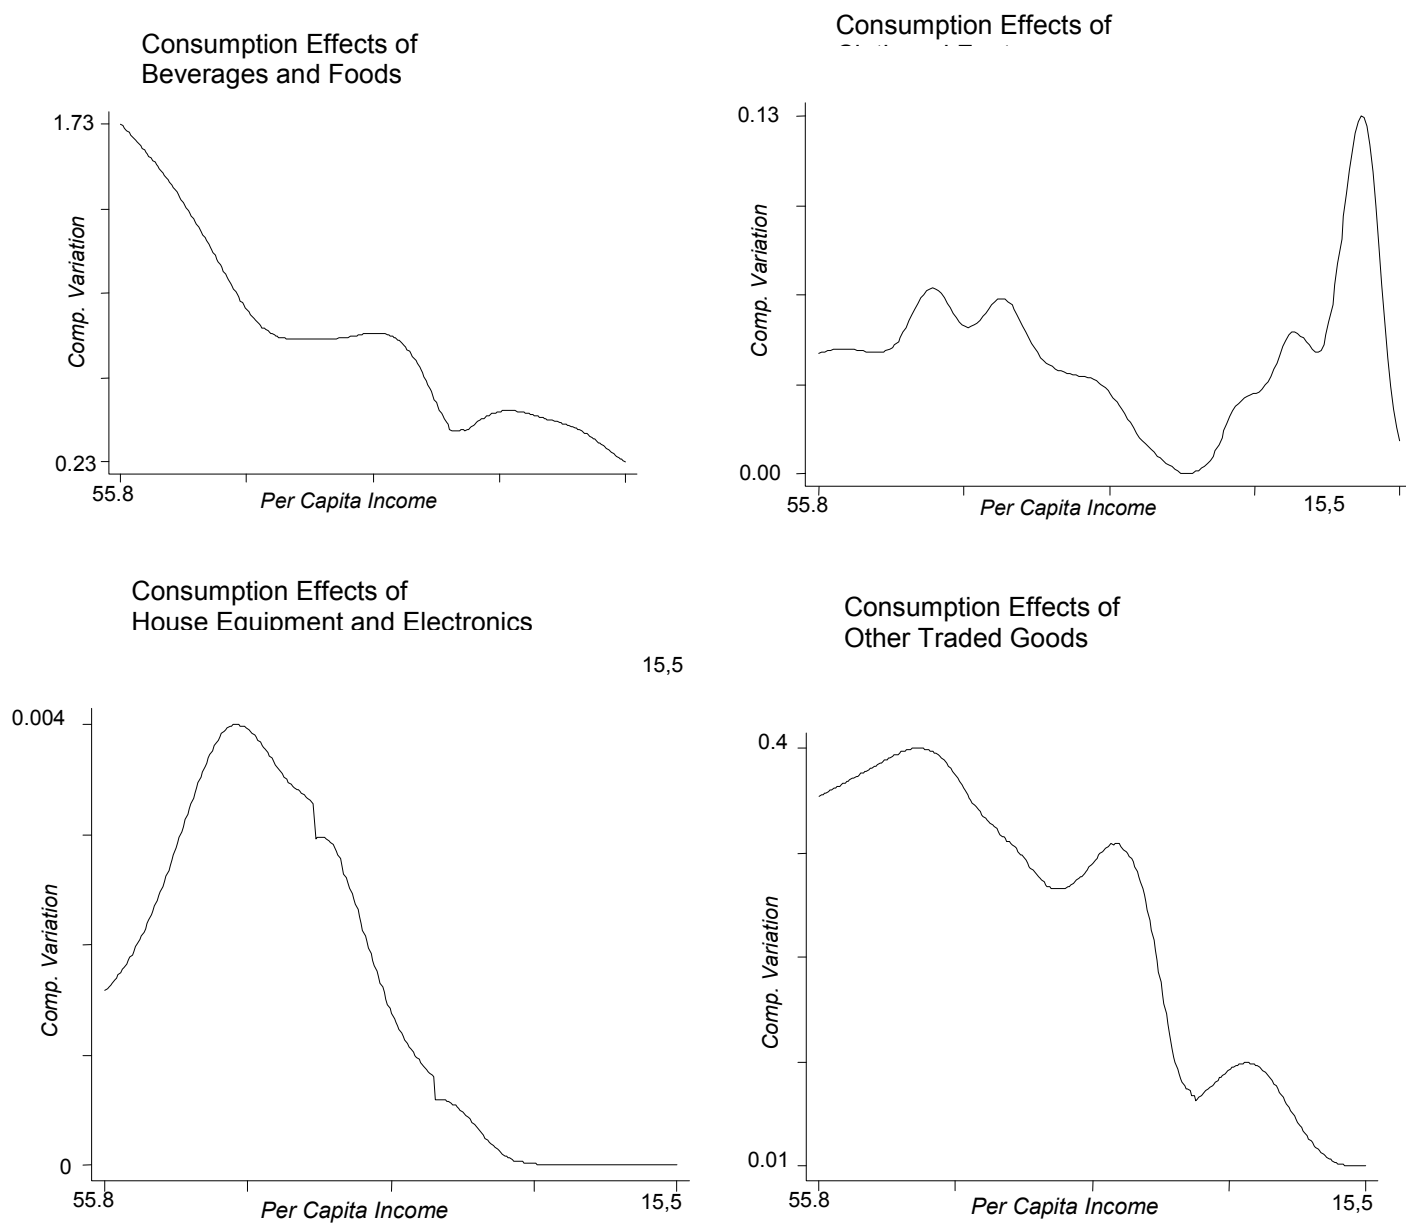 Consumption Effects of
Beverages and Foods
1.73
Comp. Variation
0.23
55.8
Per Capita Income
Consumption Effects of
0.13
Comp. Variation
0.00
55.8
Per Capita Income
15,5
Consumption Effects of
House Equipment and Electronics
15,5
0.004
Comp. Variation
0
55.8
Per Capita Income
15,5
Consumption Effects of
Other Traded Goods
0.4
Comp. Variation
0.01
55.8
Per Capita Income
15,5